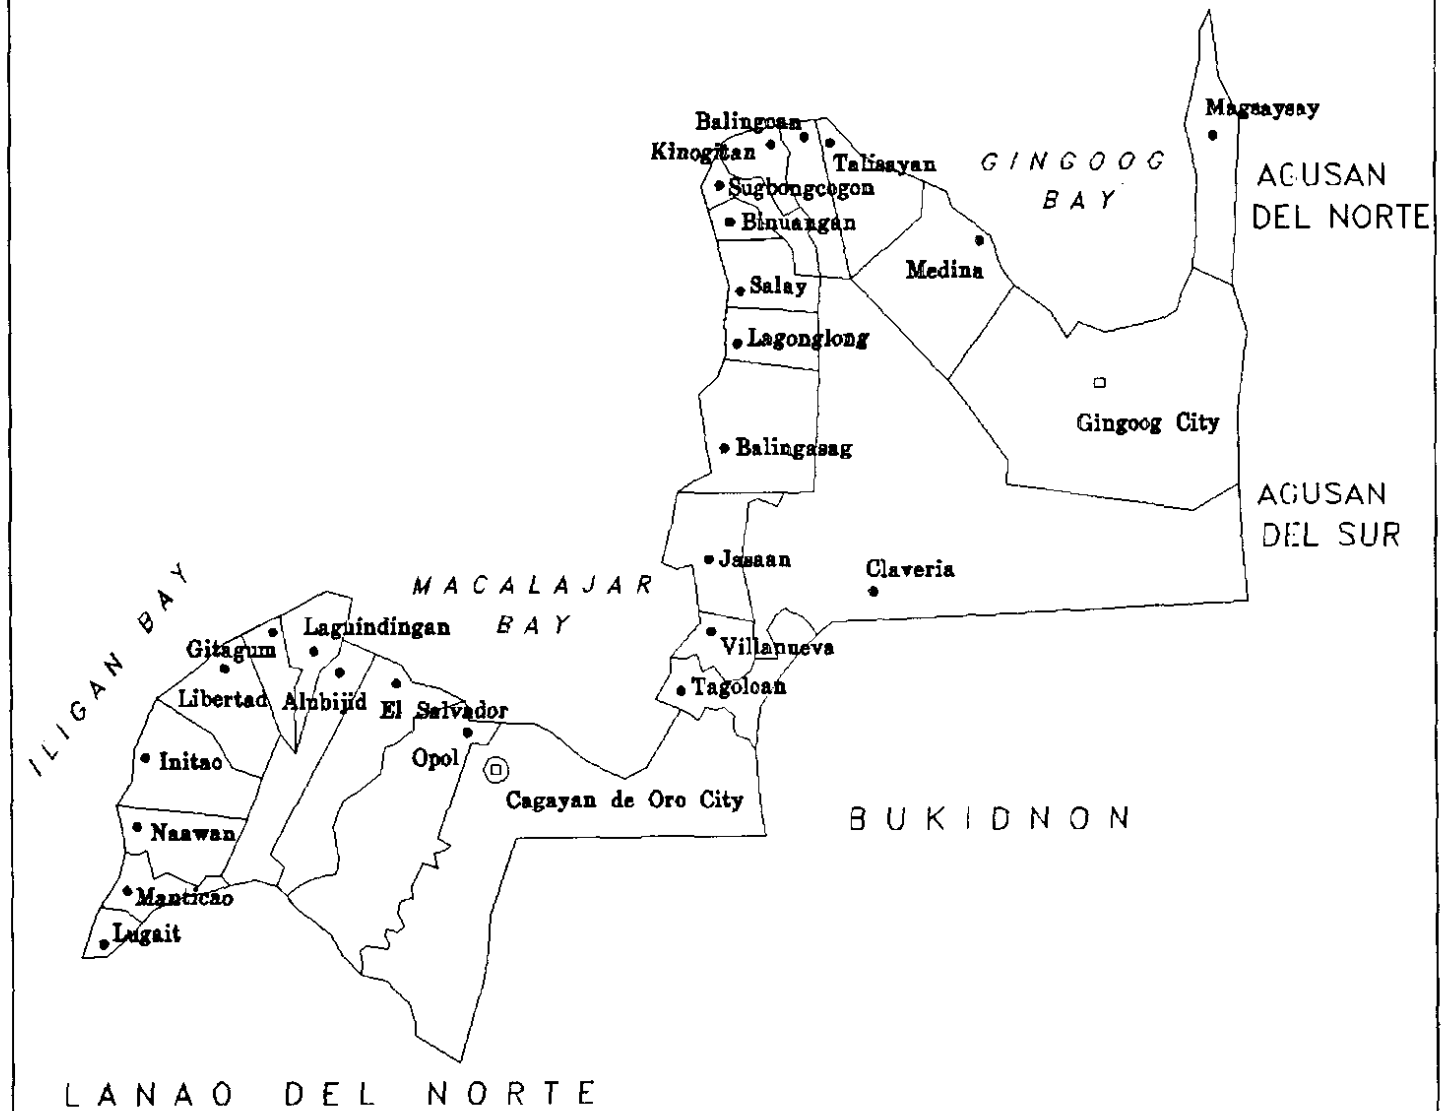 Magsaysay
Balingoan
Kinogitan
Talisayan
GINGOOG
BAY
AGUSAN
DEL NORTE
Sugbongcogon
Binuangan
Medina
Salay
Lagonglong
Gingoog City
Balingasag
AGUSAN
DEL SUR
Jasaan
Claveria
MACALAJAR
BAY
ILIGAN BAY
Laguindingan
Gitagum
Villanueva
Libertad
Alubijid
El Salvador
Tagoloan
Initao
Opol
Cagayan de Oro City
BUKIDNON
Naawan
Manticao
Lugait
LANAO DEL NORTE